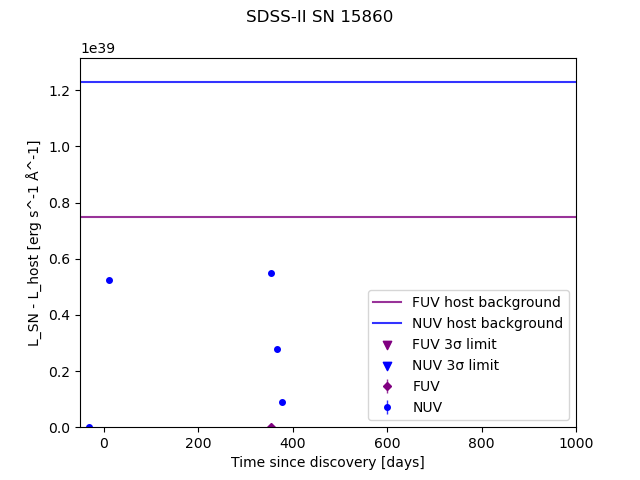 SDSS-II SN 15860
1e39
1.2
1.0
0.8
0.6
0.4
0.2
0.0
L_SN - L_host [erg s^-1 Å^-1]
FUV host background
NUV host background
FUV 3σ limit
NUV 3σ limit
FUV
NUV
0 200 400 600 800 1000
Time since discovery [days]